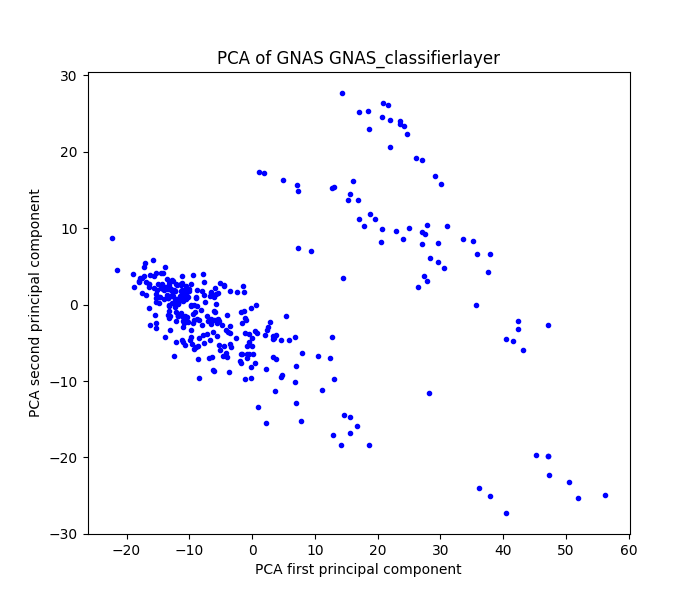 PCA of GNAS GNAS_classifierlayer
PCA second principal component
30
20
10
0
−10
−20
−30
−20 −10 0 10 20 30 40 50 60
PCA first principal component